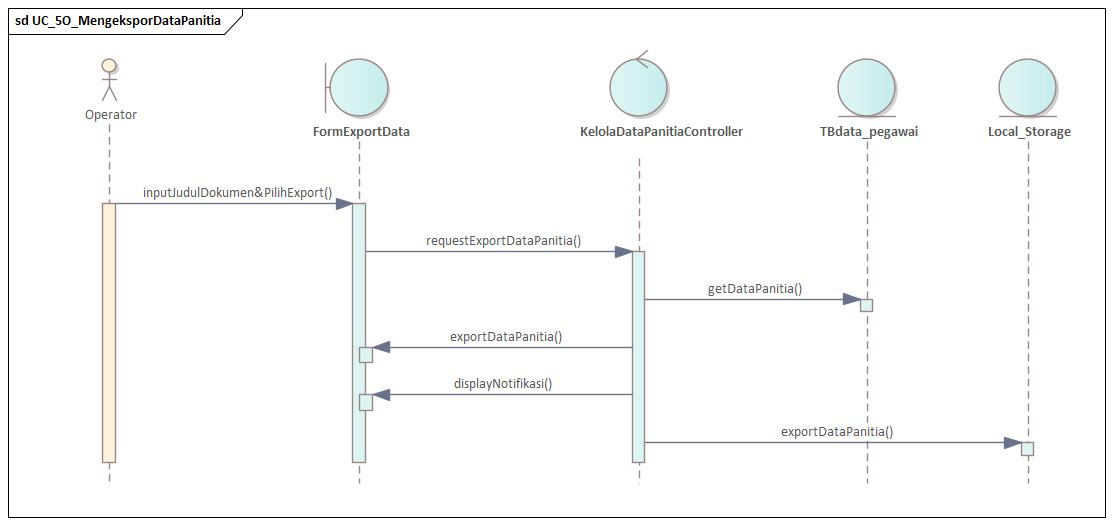 sd UC_5O_MengeksporDataPanitia
Operator
FormExportData
KelolaDataPanitiaController
TBdata_pegawai
Local_Storage
inputJudulDokumen&PilihExport()
requestExportDataPanitia()
getDataPanitia()
exportDataPanitia()
displayNotifikasi()
exportDataPanitia()